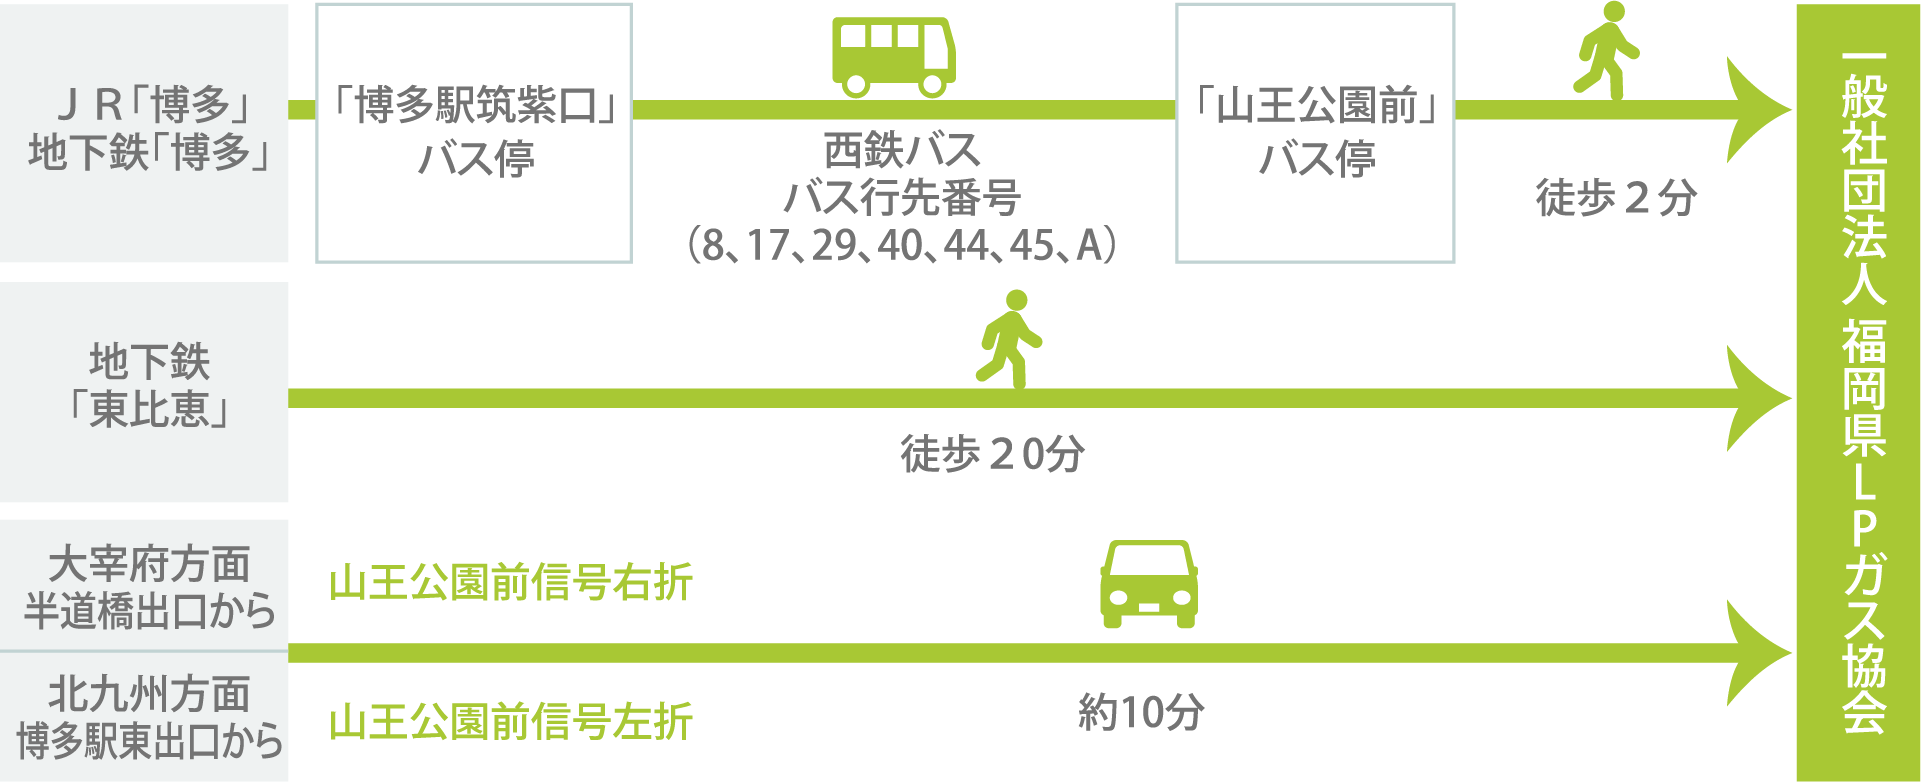 ＪＲ「博多」
地下鉄「博多」
「博多駅筑紫口」
バス停
西鉄バス
バス行先番号
（8、17、29、40、44、45、A）
「山王公園前」
バス停
徒歩２分
地下鉄
「東比恵」
徒歩２0分
大宰府方面
半道橋出口から
山王公園前信号右折
北九州方面
博多駅東出口から
山王公園前信号左折
約10分
一般社団法人 福岡県ＬＰガス協会